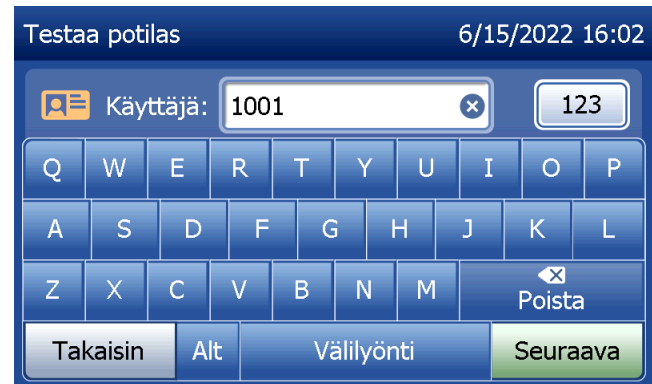 Testaa potilas 6/15/2022 16:02
Käyttäjä: 1001 123
Q W E R T Y U I O P
A S D F G H J K L
Z X C V B N M Poista
Takaisin Alt Välilyönti Seuraava